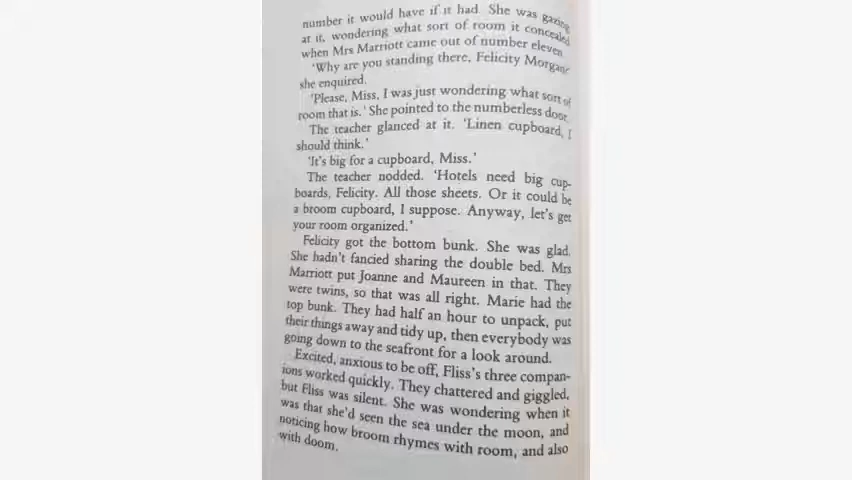 number it would have if it had. She was gazing
at it, wondering what sort of room it concealed
when Mrs Marriott came out of number eleven.
'Why are you standing there, Felicity Morgan?'
she enquired.
'Please, Miss, I was just wondering what sort of
room that is.' She pointed to the numberless door.
The teacher glanced at it. 'Linen cupboard, I
should think.'
'It's big for a cupboard, Miss.'
The teacher nodded. 'Hotels need big cup-
boards, Felicity. All those sheets. Or it could be
a broom cupboard, I suppose. Anyway, let's get
your room organized.'
Felicity got the bottom bunk. She was glad.
She hadn't fancied sharing the double bed. Mrs
Marriott put Joanne and Maureen in that. They
were twins, so that was all right. Marie had the
top bunk. They had half an hour to unpack, put
their things away and tidy up, then everybody was
going down to the seafront for a look around.
Excited, anxious to be off, Fliss's three compan-
ions worked quickly. They chattered and giggled,
but Fliss was silent. She was wondering when it
was that she'd seen the sea under the moon, and
noticing how broom rhymes with room, and also
with doom.